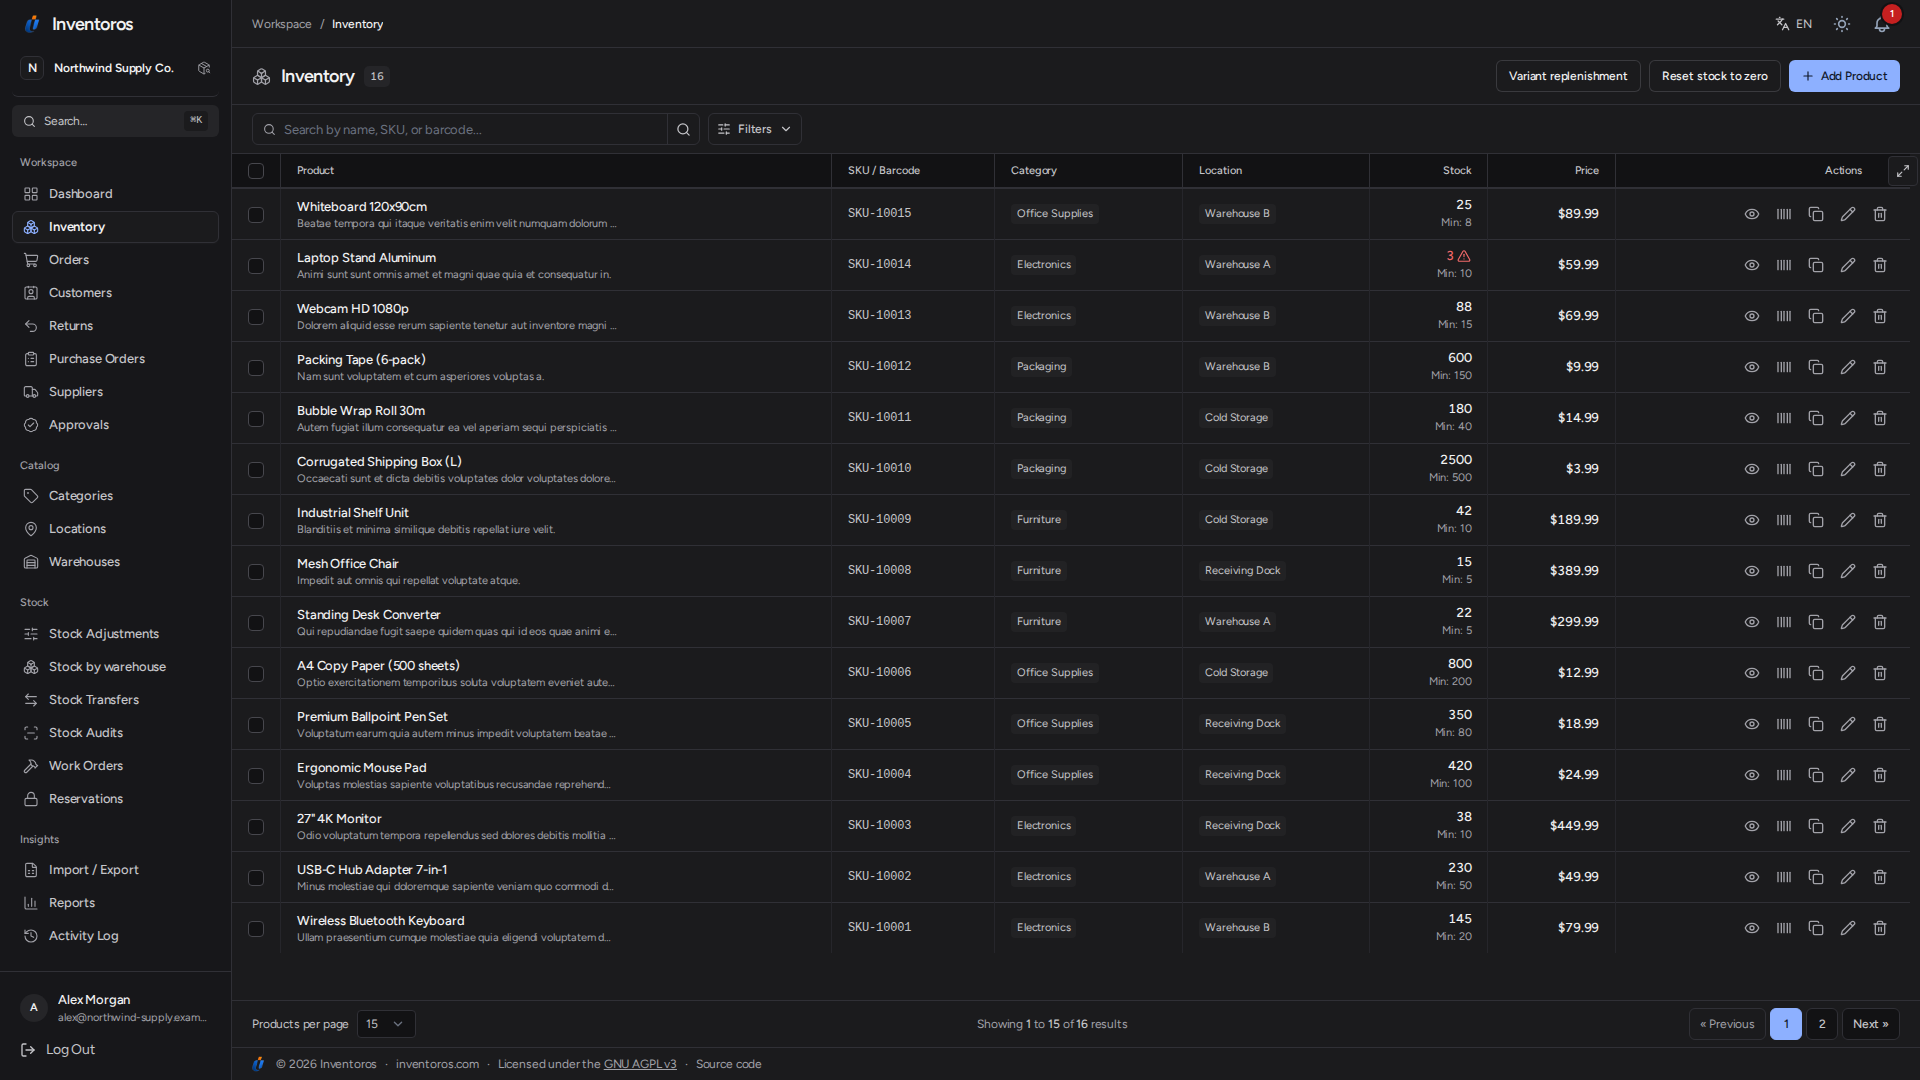 Inventoros
N Northwind Supply Co.
Search... ⌘K
Workspace
Dashboard
Inventory
Orders
Customers
Returns
Purchase Orders
Suppliers
Approvals
Catalog
Categories
Locations
Warehouses
Stock
Stock Adjustments
Stock by warehouse
Stock Transfers
Stock Audits
Work Orders
Reservations
Insights
Import / Export
Reports
Activity Log
A Alex Morgan
alex@northwind-supply.exam...
Log Out
Workspace / Inventory
EN 1
Inventory 16
Variant replenishment Reset stock to zero + Add Product
Search by name, SKU, or barcode... Filters
Product SKU / Barcode Category Location Stock Price Actions
Whiteboard 120x90cm SKU-10015 Office Supplies Warehouse B 25 $89.99
Beatae tempora qui itaque veritatis enim velit numquam dolorum ... Min: 8
Laptop Stand Aluminum SKU-10014 Electronics Warehouse A 3 $59.99
Animi sunt sunt omnis amet et magni quae quia et consequatur in. Min: 10
Webcam HD 1080p SKU-10013 Electronics Warehouse B 88 $69.99
Dolorem aliquid esse rerum sapiente tenetur aut inventore magni ... Min: 15
Packing Tape (6-pack) SKU-10012 Packaging Warehouse B 600 $9.99
Nam sunt voluptatem et cum asperiores voluptas a. Min: 150
Bubble Wrap Roll 30m SKU-10011 Packaging Cold Storage 180 $14.99
Autem fugiat illum consequatur ea vel aperiam sequi perspiciatis ... Min: 40
Corrugated Shipping Box (L) SKU-10010 Packaging Cold Storage 2500 $3.99
Occaecati sunt et dicta debitis voluptates dolor voluptates dolore... Min: 500
Industrial Shelf Unit SKU-10009 Furniture Cold Storage 42 $189.99
Blanditiis et minima similique debitis repellat iure velit. Min: 10
Mesh Office Chair SKU-10008 Furniture Receiving Dock 15 $389.99
Impedit aut omnis qui repellat voluptate atque. Min: 5
Standing Desk Converter SKU-10007 Furniture Warehouse A 22 $299.99
Qui repudiandae fugit saepe quidem quas qui id eos quae animi e... Min: 5
A4 Copy Paper (500 sheets) SKU-10006 Office Supplies Cold Storage 800 $12.99
Optio exercitationem temporibus soluta voluptatem eveniet aute... Min: 200
Premium Ballpoint Pen Set SKU-10005 Office Supplies Receiving Dock 350 $18.99
Voluptatum earum quia autem minus impedit voluptatem beatae ... Min: 80
Ergonomic Mouse Pad SKU-10004 Office Supplies Receiving Dock 420 $24.99
Voluptas molestias sapiente voluptatibus recusandae reprehend... Min: 100
27" 4K Monitor SKU-10003 Electronics Receiving Dock 38 $449.99
Odio voluptatum tempora repellendus sed dolores debitis mollitia ... Min: 10
USB-C Hub Adapter 7-in-1 SKU-10002 Electronics Warehouse A 230 $49.99
Minus molestiae qui doloremque sapiente veniam quo commodi d... Min: 50
Wireless Bluetooth Keyboard SKU-10001 Electronics Warehouse B 145 $79.99
Ullam praesentium cumque molestiae quia eligendi voluptatem d... Min: 20
Products per page 15 Showing 1 to 15 of 16 results « Previous 1 2 Next »
© 2026 Inventoros · inventoros.com · Licensed under the GNU AGPL v3 · Source code